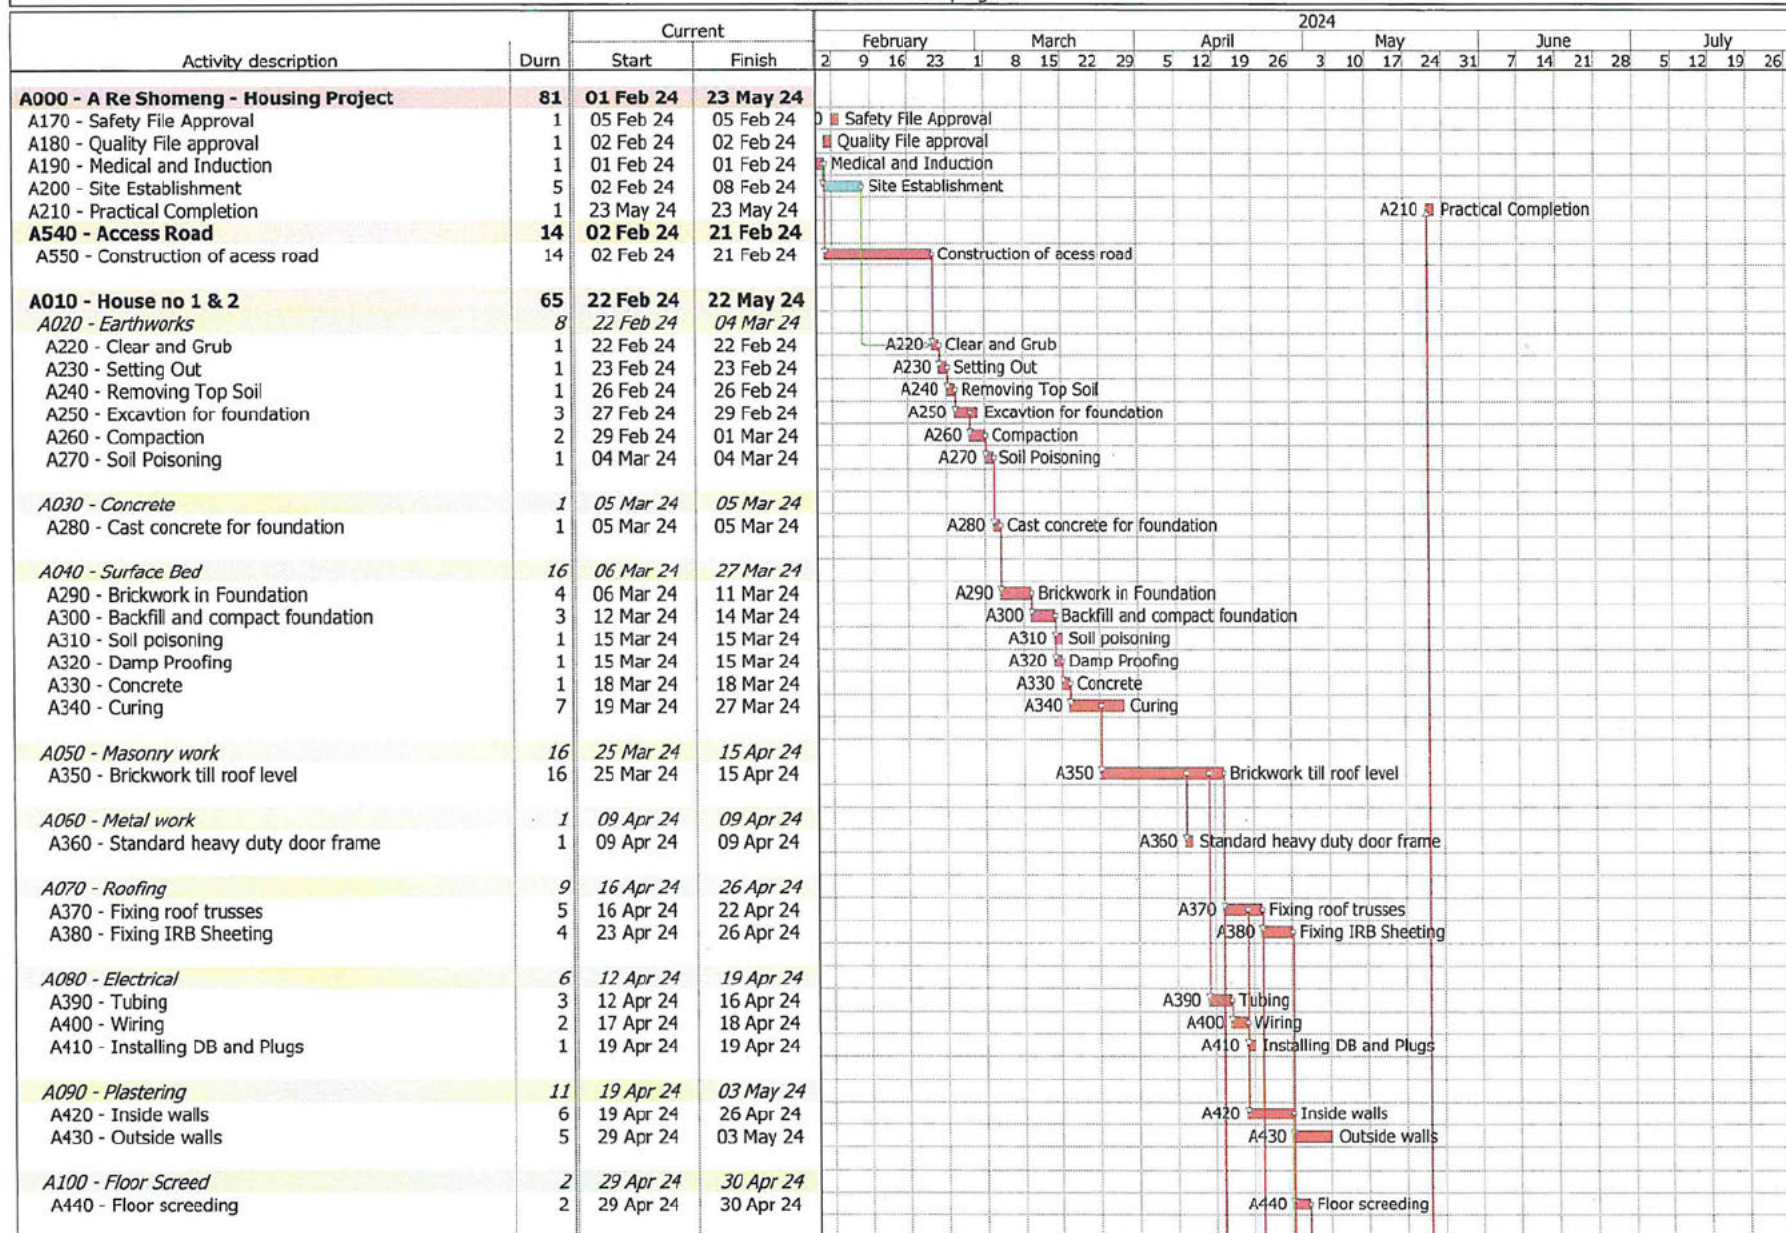 2024
Current
February March April May June July
Activity description Durn Start Finish 2 9 16 23 1 8 15 22 29 5 12 19 26 3 10 17 24 31 7 14 21 28 5 12 19 26
A000 - A Re Shomeng - Housing Project 81 01 Feb 24 23 May 24
A170 - Safety File Approval 1 05 Feb 24 05 Feb 24 Safety File Approval
A180 - Quality File approval 1 02 Feb 24 02 Feb 24 Quality File approval
A190 - Medical and Induction 1 01 Feb 24 01 Feb 24 Medical and Induction
A200 - Site Establishment 5 02 Feb 24 08 Feb 24 Site Establishment
A210 - Practical Completion 1 23 May 24 23 May 24 A210 Practical Completion
A540 - Access Road 14 02 Feb 24 21 Feb 24
A550 - Construction of acess road 14 02 Feb 24 21 Feb 24 Construction of acess road
A010 - House no 1 & 2 65 22 Feb 24 22 May 24
A020 - Earthworks 8 22 Feb 24 04 Mar 24
A220 - Clear and Grub 1 22 Feb 24 22 Feb 24 A220 Clear and Grub
A230 - Setting Out 1 23 Feb 24 23 Feb 24 A230 Setting Out
A240 - Removing Top Soil 1 26 Feb 24 26 Feb 24 A240 Removing Top Soil
A250 - Excavtion for foundation 3 27 Feb 24 29 Feb 24 A250 Excavtion for foundation
A260 - Compaction 2 29 Feb 24 01 Mar 24 A260 Compaction
A270 - Soil Poisoning 1 04 Mar 24 04 Mar 24 A270 Soil Poisoning
A030 - Concrete 1 05 Mar 24 05 Mar 24
A280 - Cast concrete for foundation 1 05 Mar 24 05 Mar 24 A280 Cast concrete for foundation
A040 - Surface Bed 16 06 Mar 24 27 Mar 24
A290 - Brickwork in Foundation 4 06 Mar 24 11 Mar 24 A290 Brickwork in Foundation
A300 - Backfill and compact foundation 3 12 Mar 24 14 Mar 24 A300 Backfill and compact foundation
A310 - Soil poisoning 1 15 Mar 24 15 Mar 24 A310 Soil poisoning
A320 - Damp Proofing 1 15 Mar 24 15 Mar 24 A320 Damp Proofing
A330 - Concrete 1 18 Mar 24 18 Mar 24 A330 Concrete
A340 - Curing 7 19 Mar 24 27 Mar 24 A340 Curing
A050 - Masonry work 16 25 Mar 24 15 Apr 24
A350 - Brickwork till roof level 16 25 Mar 24 15 Apr 24 A350 Brickwork till roof level
A060 - Metal work 1 09 Apr 24 09 Apr 24
A360 - Standard heavy duty door frame 1 09 Apr 24 09 Apr 24 A360 Standard heavy duty door frame
A070 - Roofing 9 16 Apr 24 26 Apr 24
A370 - Fixing roof trusses 5 16 Apr 24 22 Apr 24 A370 Fixing roof trusses
A380 - Fixing IRB Sheeting 4 23 Apr 24 26 Apr 24 A380 Fixing IRB Sheeting
A080 - Electrical 6 12 Apr 24 19 Apr 24
A390 - Tubing 3 12 Apr 24 16 Apr 24 A390 Tubing
A400 - Wiring 2 17 Apr 24 18 Apr 24 A400 Wiring
A410 - Installing DB and Plugs 1 19 Apr 24 19 Apr 24 A410 Installing DB and Plugs
A090 - Plastering 11 19 Apr 24 03 May 24
A420 - Inside walls 6 19 Apr 24 26 Apr 24 A420 Inside walls
A430 - Outside walls 5 29 Apr 24 03 May 24 A430 Outside walls
A100 - Floor Screed 2 29 Apr 24 30 Apr 24
A440 - Floor screeding 2 29 Apr 24 30 Apr 24 A440 Floor screeding